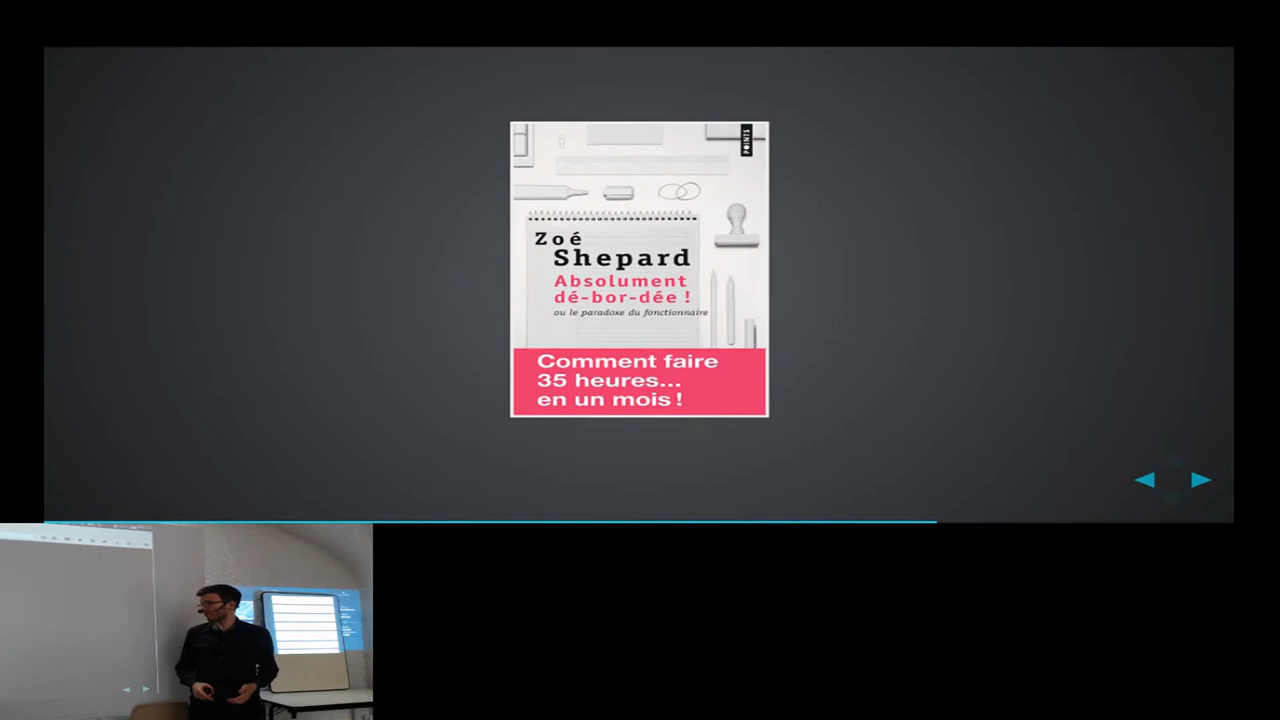 POINTS
Zoé
Shepard
Absolument
dé-bor-dée !
ou le paradoxe du fonctionnaire
Comment faire
35 heures...
en un mois !